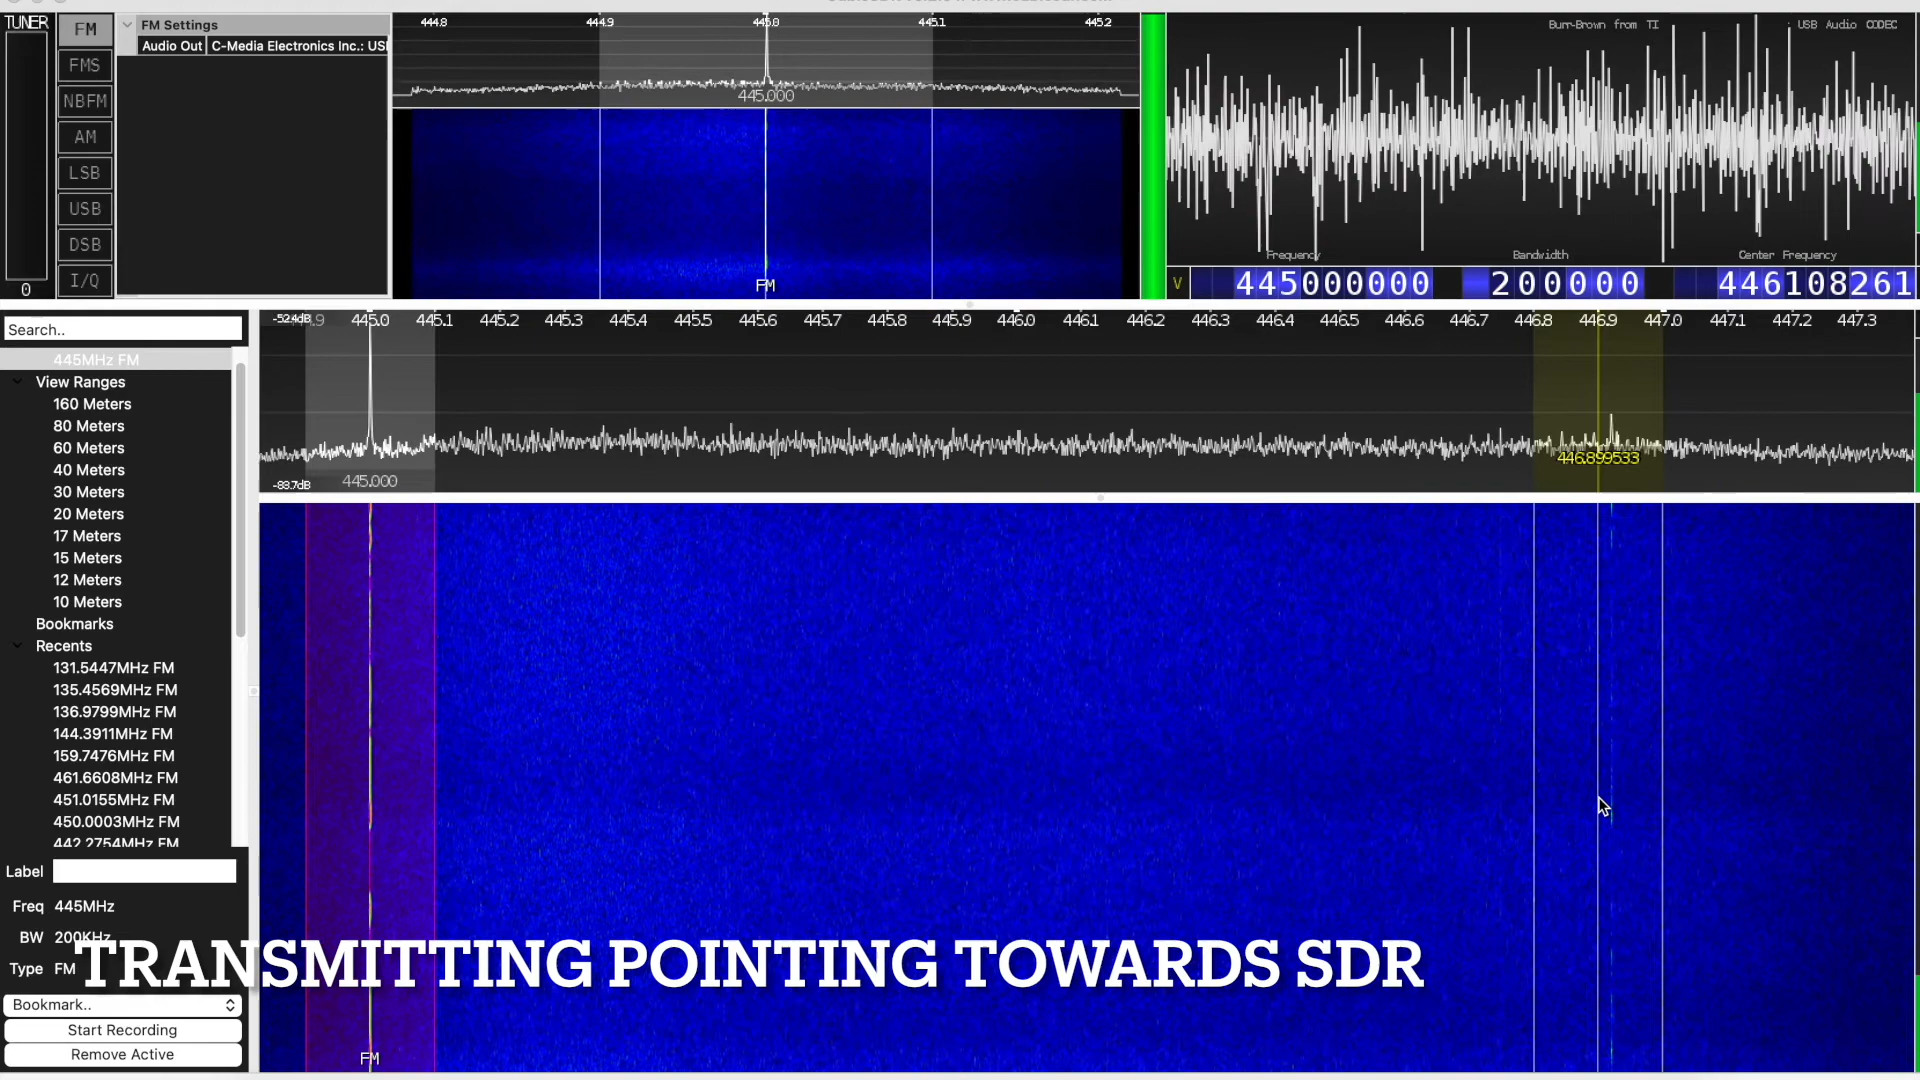 TUNER
0
FM
FMS
NBFM
AM
LSB
USB
DSB
I/Q
FM Settings
Audio Out C-Media Electronics Inc.: USB
444.8 444.9 445.0 445.1 445.2
445.000
FM
Burr-Brown from TI : USB Audio CODEC
Frequency Bandwidth Center Frequency
V 445000000 200000 446108261
Search..
445MHz FM
View Ranges
160 Meters
80 Meters
60 Meters
40 Meters
30 Meters
20 Meters
17 Meters
15 Meters
12 Meters
10 Meters
Bookmarks
Recents
131.5447MHz FM
135.4569MHz FM
136.9799MHz FM
144.3911MHz FM
159.7476MHz FM
461.6608MHz FM
451.0155MHz FM
450.0003MHz FM
442.2754MHz FM
Label
Freq 445MHz
BW 200KHz
Type FM
Bookmark..
Start Recording
Remove Active
-52.4dB 445.0 445.1 445.2 445.3 445.4 445.5 445.6 445.7 445.8 445.9 446.0 446.1 446.2 446.3 446.4 446.5 446.6 446.7 446.8 446.9 447.0 447.1 447.2 447.3
446.899533
-83.7dB 445.000
TRANSMITTING POINTING TOWARDS SDR
FM